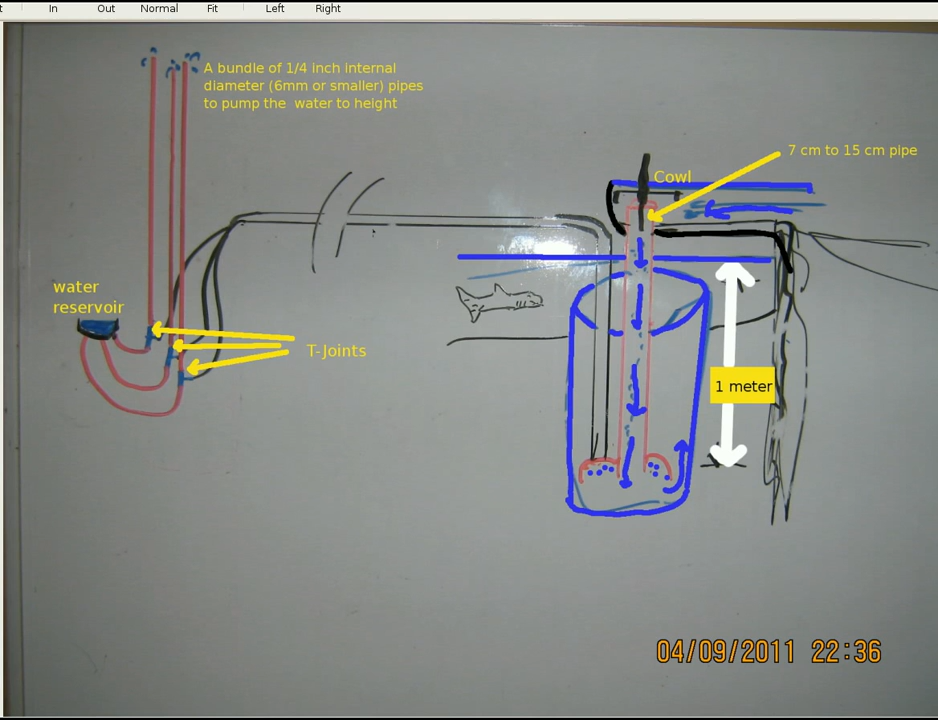 In Out Normal Fit Left Right
A bundle of 1/4 inch internal
diameter (6mm or smaller) pipes
to pump the water to height
7 cm to 15 cm pipe
Cowl
water
reservoir
T-Joints
1 meter
04/09/2011 22:36